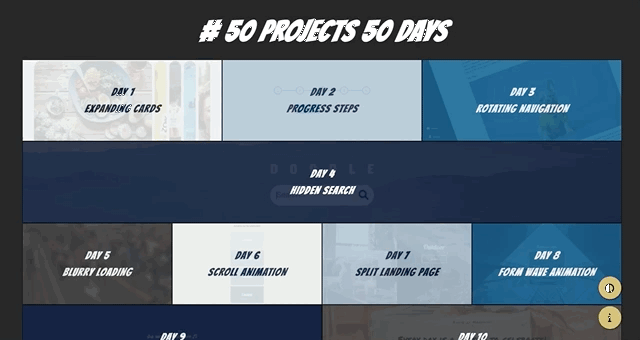 # 50 PROJECTS 50 DAYS
DAY 1
EXPANDING CARDS
DAY 2
PROGRESS STEPS
DAY 3
ROTATING NAVIGATION
DOODLE
DAY 4
HIDDEN SEARCH
DAY 5
BLURRY LOADING
DAY 6
SCROLL ANIMATION
DAY 7
SPLIT LANDING PAGE
DAY 8
FORM WAVE ANIMATION
DAY 9
DAY 10